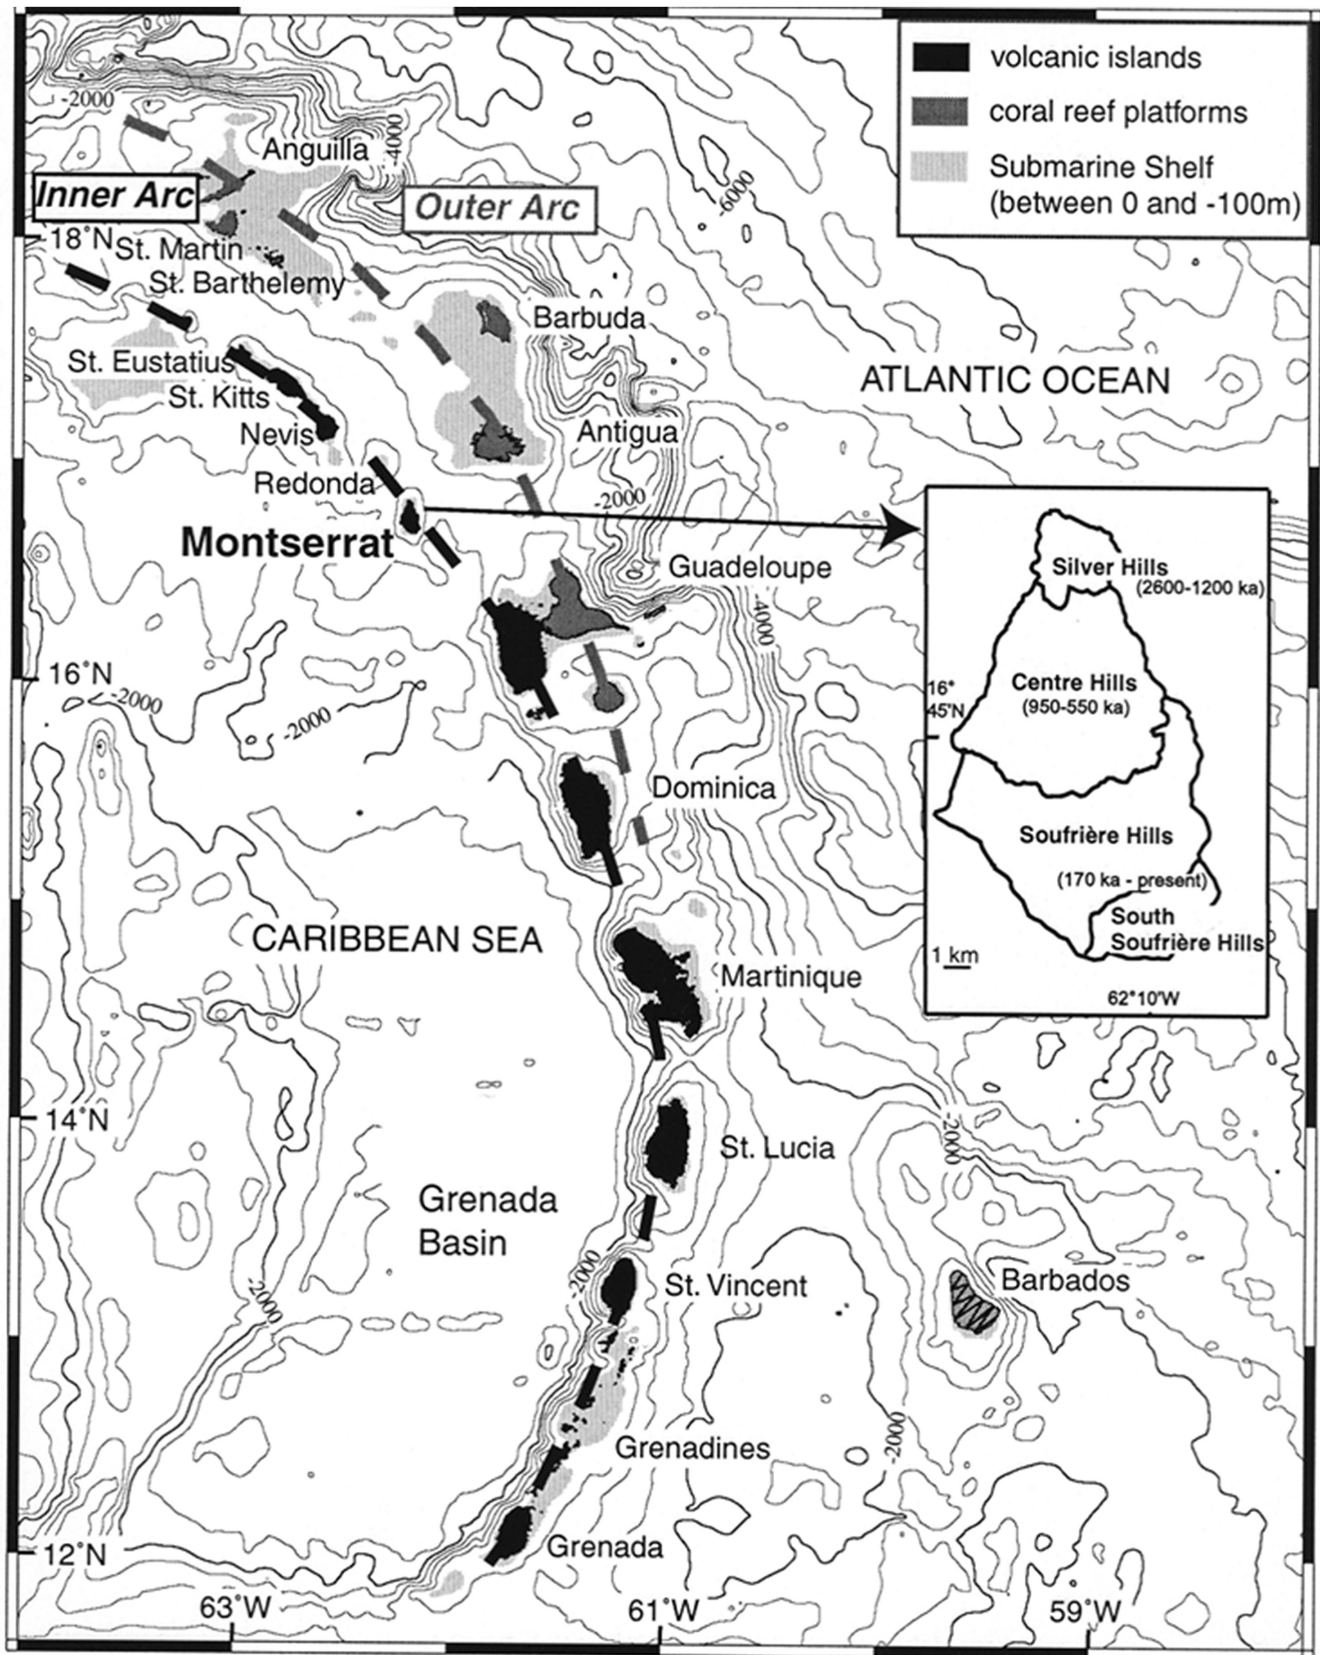 volcanic islands
coral reef platforms
Submarine Shelf
(between 0 and -100m)
-2000
-4000
Anguilla
Inner Arc
Outer Arc
-6000
18°N
St. Martin
St. Barthelemy
Barbuda
St. Eustatius
St. Kitts
ATLANTIC OCEAN
Nevis
Antigua
Redonda
-2000
Montserrat
Guadeloupe
Silver Hills
(2600-1200 ka)
-4000
16°N
-2000
-2000
Centre Hills
(950-550 ka)
16°
45'N
Dominica
Soufrière Hills
(170 ka - present)
South
Soufrière Hills
1 km
62°10'W
CARIBBEAN SEA
Martinique
14°N
-2000
St. Lucia
Grenada
Basin
-2000
St. Vincent
Barbados
-2000
-2000
Grenadines
12°N
Grenada
63°W
61°W
59°W